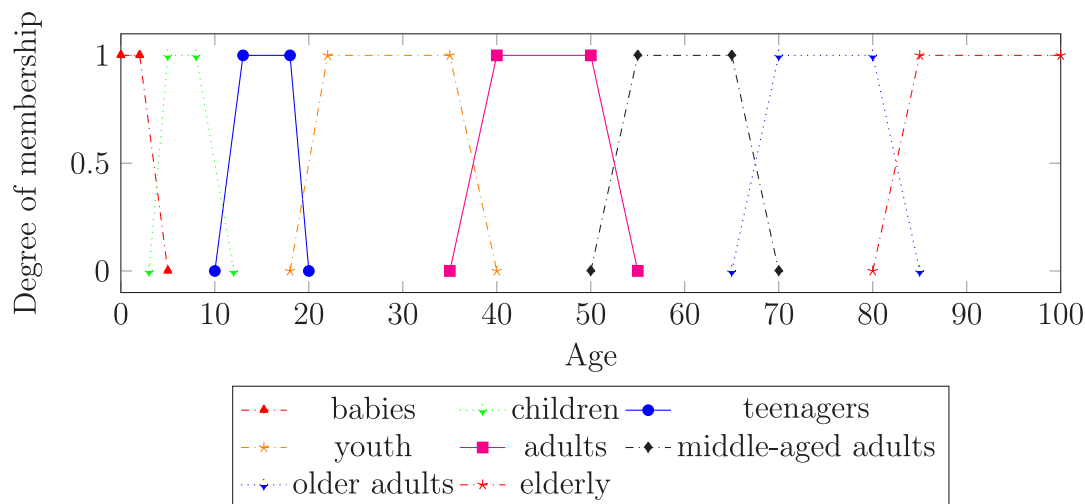 Degree of membership
1
0.5
0
0 10 20 30 40 50 60 70 80 90 100
Age
babies children teenagers
youth adults middle-aged adults
older adults elderly